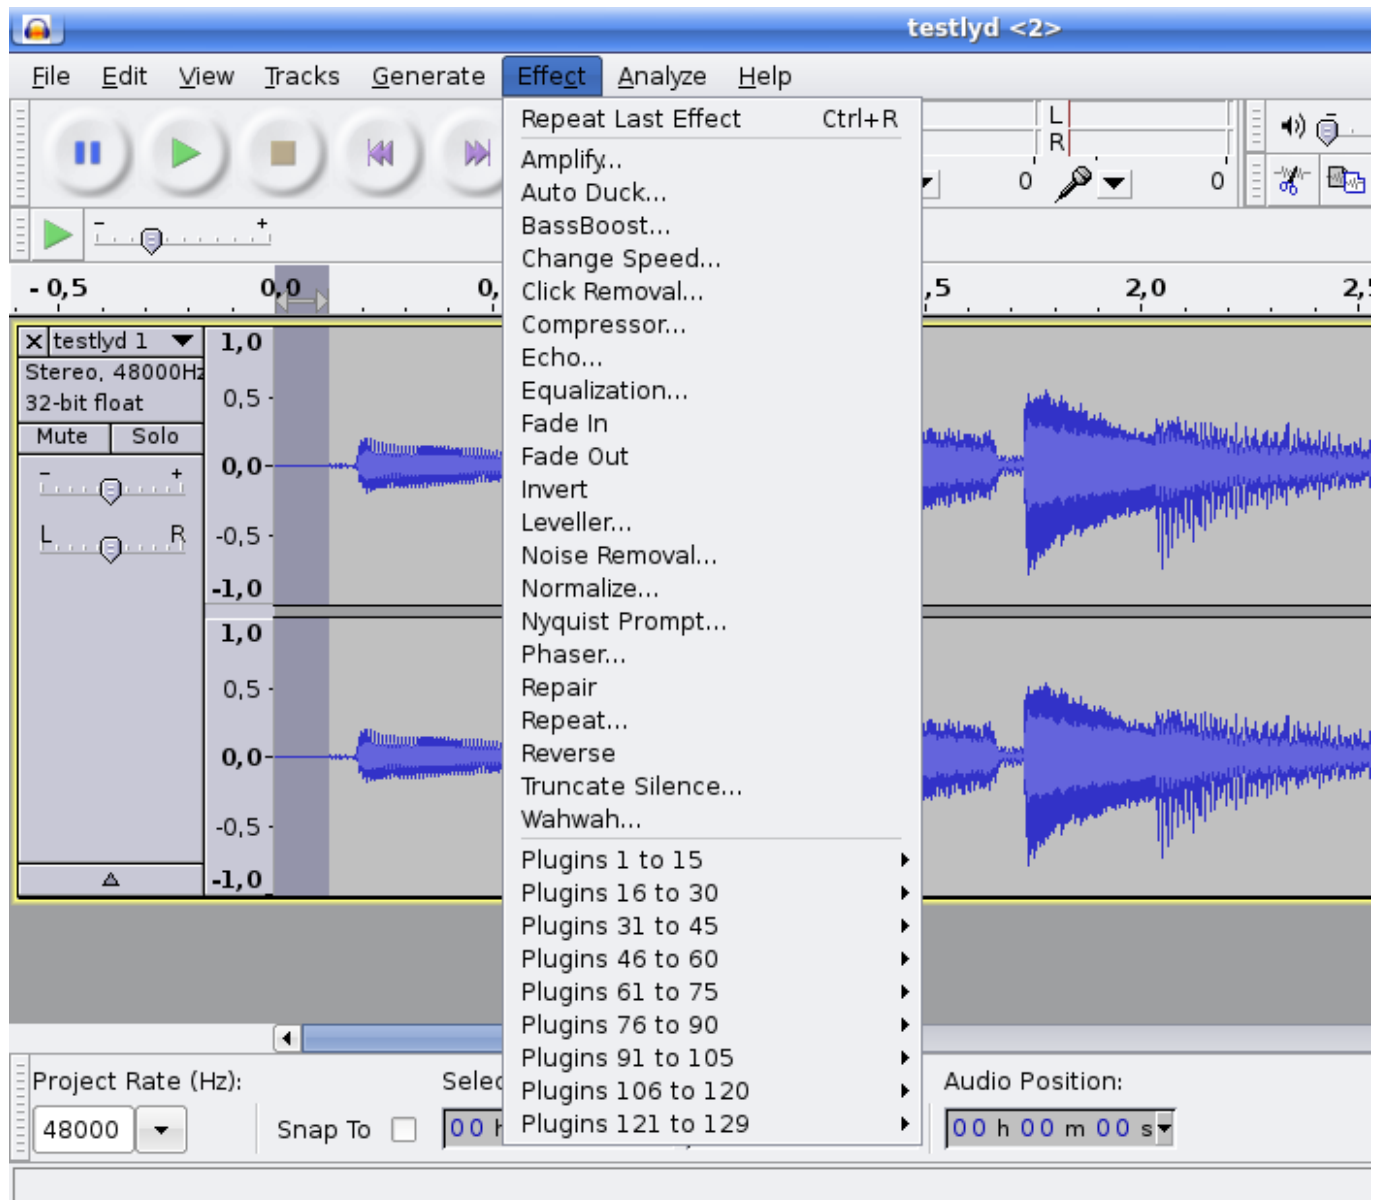 testlyd <2>
File Edit View Tracks Generate Effect Analyze Help
Repeat Last Effect Ctrl+R
L
R
0 0
- +
Amplify...
Auto Duck...
BassBoost...
Change Speed...
Click Removal...
Compressor...
Echo...
Equalization...
Fade In
Fade Out
Invert
Leveller...
Noise Removal...
Normalize...
Nyquist Prompt...
Phaser...
Repair
Repeat...
Reverse
Truncate Silence...
Wahwah...
Plugins 1 to 15
Plugins 16 to 30
Plugins 31 to 45
Plugins 46 to 60
Plugins 61 to 75
Plugins 76 to 90
Plugins 91 to 105
Plugins 106 to 120
Plugins 121 to 129
- 0,5 0,0 0, ,5 2,0 2,
testlyd 1
Stereo, 48000Hz
32-bit float
Mute Solo
- +
L R
1,0
0,5
0,0
-0,5
-1,0
1,0
0,5
0,0
-0,5
-1,0
Project Rate (Hz):
48000
Snap To
Audio Position:
00 h 00 m 00 s